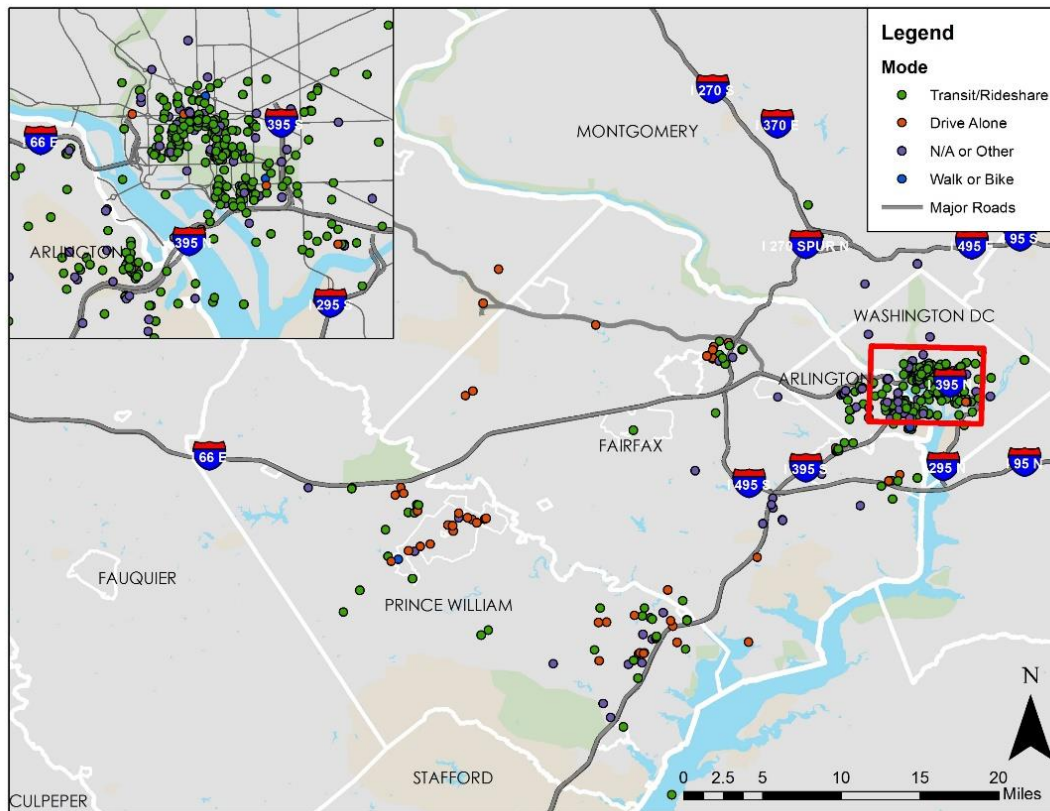 395 S
66 E
ARLINGTON
395 N
I 295 S
Legend
Mode
Transit/Rideshare
Drive Alone
N/A or Other
Walk or Bike
Major Roads
I 270 S
I 370 E
MONTGOMERY
I 270 SPUR N
I 495 E
95 S
WASHINGTON DC
ARLINGTON
I 395 N
FAIRFAX
66 E
I 495 S
I 395 S
I 295 N
95 N
FAUQUIER
PRINCE WILLIAM
N
STAFFORD
0 2.5 5 10 15 20
Miles
CULPEPER